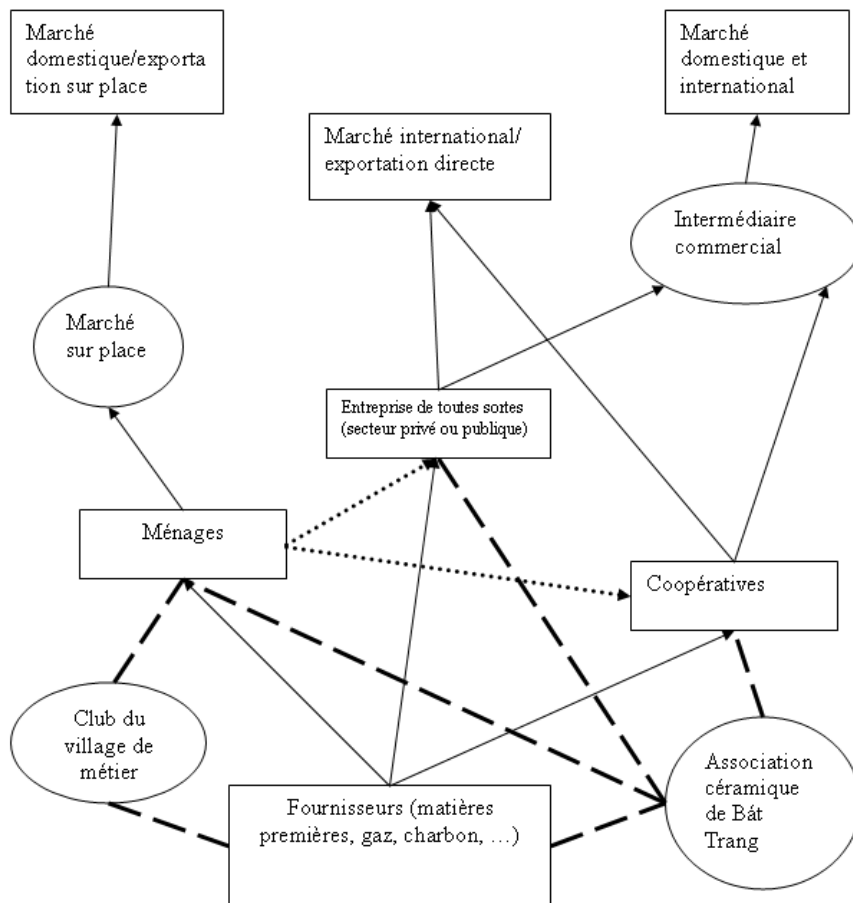 Marché
domestique/exporta
tion sur place
Marché
domestique et
international
Marché international/
exportation directe
Intermédiaire
commercial
Marché
sur place
Entreprise de toutes sortes
(secteur privé ou publique)
Ménages
Coopératives
Club du
village de
métier
Fournisseurs (matières
premières, gaz, charbon, …)
Association
céramique
de Bát
Trang